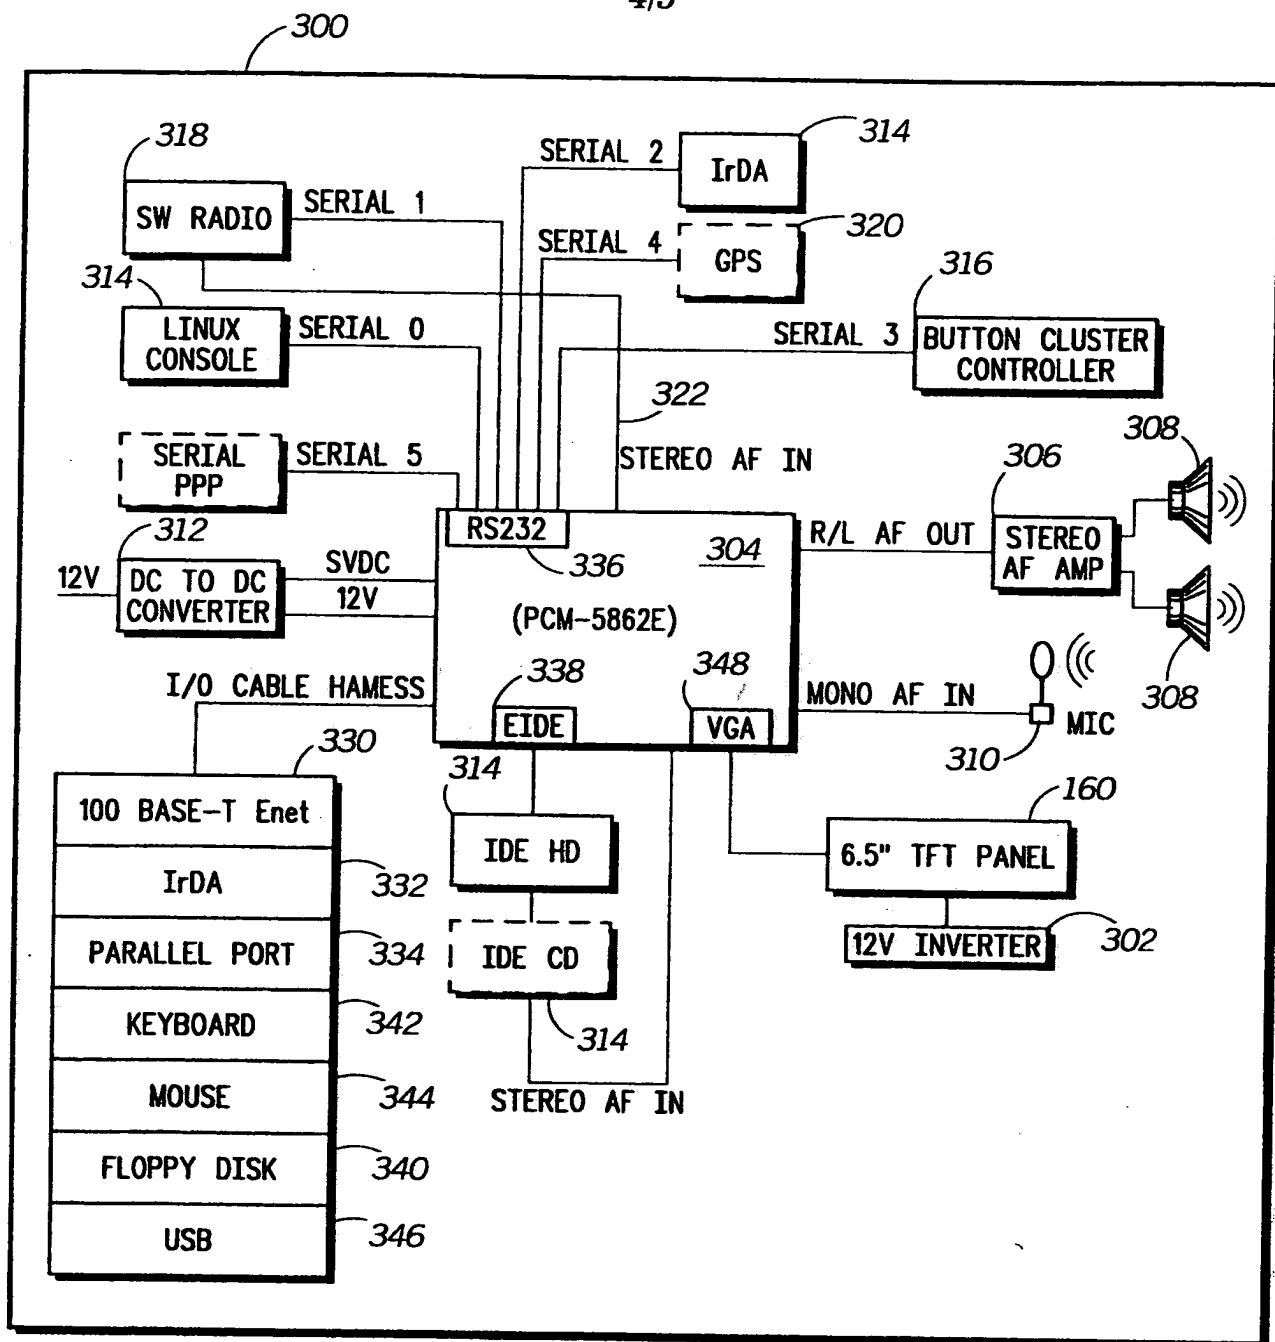 4/5
300
318
SERIAL 2
314
IrDA
SW RADIO
SERIAL 1
SERIAL 4
320
GPS
314
316
LINUX
CONSOLE
SERIAL 0
SERIAL 3
BUTTON CLUSTER
CONTROLLER
322
308
SERIAL
PPP
SERIAL 5
STEREO AF IN
306
312
RS232
336
304
R/L AF OUT
STEREO
AF AMP
12V
DC TO DC
CONVERTER
SVDC
12V
(PCM-5862E)
308
I/O CABLE HAMESS
338
348
EIDE
VGA
MONO AF IN
MIC
310
330
314
160
100 BASE-T Enet
IDE HD
6.5" TFT PANEL
IrDA
332
PARALLEL PORT
334
IDE CD
12V INVERTER
302
KEYBOARD
342
314
MOUSE
344
STEREO AF IN
FLOPPY DISK
340
USB
346